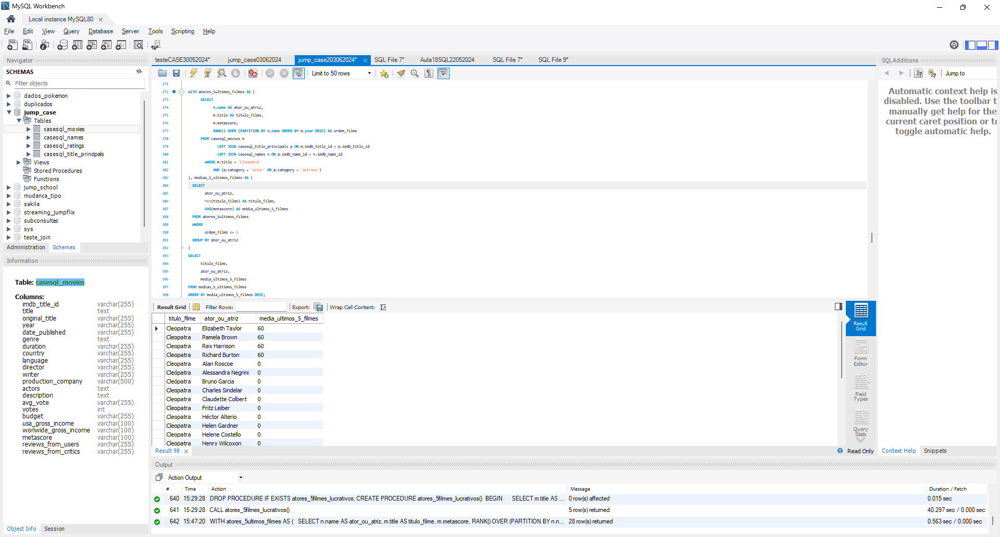 MySQL Workbench
Local instance MySQL80
File Edit View Query Database Server Tools Scripting Help
Navigator
SCHEMAS
Filter objects
dados_pokemon
duplicados
jump_case
Tables
casesql_movies
casesql_names
casesql_ratings
casesql_title_principals
Views
Stored Procedures
Functions
jump_school
mudanca_tipo
sakila
streaming_jumpflix
subconsultas
sys
teste_join
Administration Schemas
Information
Table: casesql_movies
Columns:
imdb_title_id varchar(255)
title text
original_title text
year varchar(255)
date_published varchar(255)
genre text
duration varchar(255)
country varchar(255)
language varchar(255)
director varchar(255)
writer varchar(255)
production_company varchar(500)
actors text
description text
avg_vote varchar(255)
votes int
budget varchar(255)
usa_gross_income varchar(100)
worlwide_gross_income varchar(100)
metascore varchar(100)
reviews_from_users varchar(255)
reviews_from_critics varchar(255)
Object Info Session
testeCASE30052024* jump_case03062024 jump_case203062024* SQL File 7* Aula18SQL22052024 SQL File 7* SQL File 9*
Limit to 50 rows
371
372 WITH atores_5ultimos_filmes AS (
373 SELECT
374 n.name AS ator_ou_atriz,
375 m.title AS titulo_filme,
376 m.metascore,
377 RANK() OVER (PARTITION BY n.name ORDER BY m.year DESC) AS ordem_filme
378 FROM casesql_movies m
379 LEFT JOIN casesql_title_principals p ON m.imdb_title_id = p.imdb_title_id
380 LEFT JOIN casesql_names n ON p.imdb_name_id = n.imdb_name_id
381 WHERE m.title = 'Cleopatra'
382 AND (p.category = 'actor' OR p.category = 'actress')
383 ), medias_5_ultimos_filmes AS (
384 SELECT
385 ator_ou_atriz,
386 MAX(titulo_filme) AS titulo_filme,
387 AVG(metascore) AS media_ultimos_5_filmes
388 FROM atores_5ultimos_filmes
389 WHERE
390 ordem_filme <= 5
391 GROUP BY ator_ou_atriz
392 )
393 SELECT
394 titulo_filme,
395 ator_ou_atriz,
396 media_ultimos_5_filmes
397 FROM medias_5_ultimos_filmes
398 ORDER BY media_ultimos_5_filmes DESC;
Result Grid Filter Rows: Export: Wrap Cell Content:
titulo_filme ator_ou_atriz media_ultimos_5_filmes
Cleopatra Elizabeth Taylor 60
Cleopatra Pamela Brown 60
Cleopatra Rex Harrison 60
Cleopatra Richard Burton 60
Cleopatra Alan Roscoe 0
Cleópatra Alessandra Negrini 0
Cleópatra Bruno Garcia 0
Cleopatra Charles Sindelar 0
Cleopatra Claudette Colbert 0
Cleopatra Fritz Leiber 0
Cleopatra Héctor Alterio 0
Cleopatra Helen Gardner 0
Cleopatra Helene Costello 0
Cleopatra Henry Wilcoxon 0
Result Grid
Form Editor
Field Types
Query Stats
Result 98
Read Only
SQLAdditions
Jump to
Automatic context help is
disabled. Use the toolbar t
manually get help for the
current caret position or to
toggle automatic help.
Context Help Snippets
Output
Action Output
# Time Action Message Duration / Fetch
640 15:29:28 DROP PROCEDURE IF EXISTS atores_5filmes_lucrativos; CREATE PROCEDURE atores_5filmes_lucrativos() BEGIN SELECT m.title AS ... 0 row(s) affected 0.015 sec
641 15:29:28 CALL atores_5filmes_lucrativos() 5 row(s) returned 40.297 sec / 0.000 sec
642 15:47:20 WITH atores_5ultimos_filmes AS ( SELECT n.name AS ator_ou_atriz, m.title AS titulo_filme, m.metascore, RANK() OVER (PARTITION BY n.n... 28 row(s) returned 0.563 sec / 0.000 sec